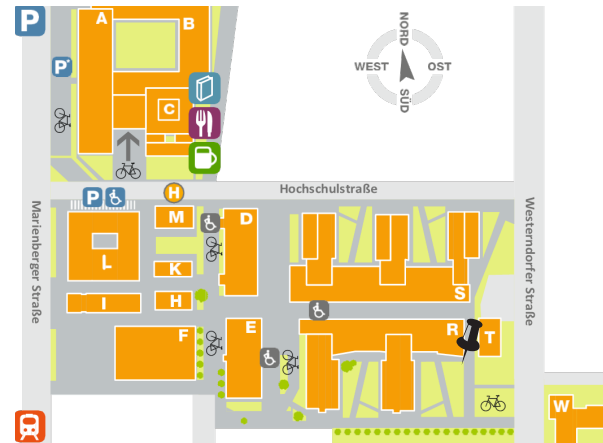 P
A
B
NORD
WEST
OST
SÜD
P*
C
Hochschulstraße
P
H
M
D
L
K
S
I
H
F
E
R
T
W
Marienberger Straße
Westerndorfer Straße